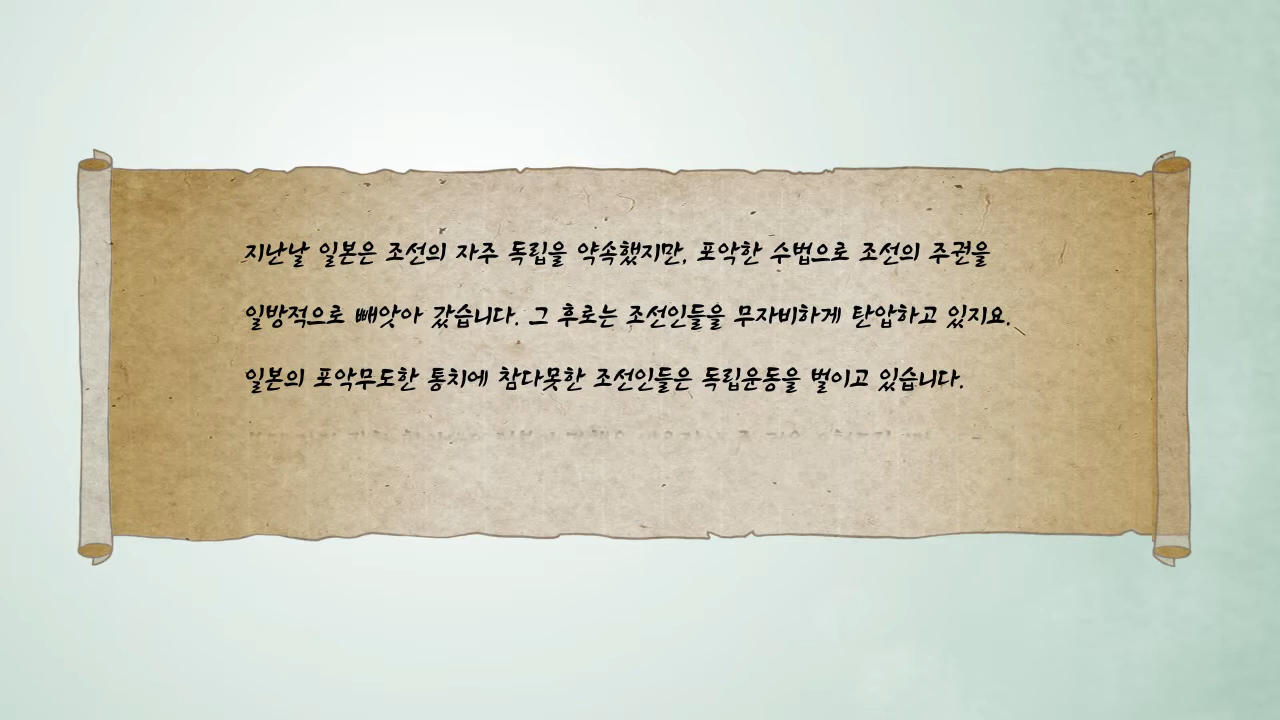 지난날 일본은 조선의 자주 독립을 약속했지만, 포악한 수법으로 조선의 주권을
일방적으로 빼앗아 갔습니다. 그 후로는 조선인들을 무자비하게 탄압하고 있지요.
일본의 포악무도한 통치에 참다못한 조선인들은 독립운동을 벌이고 있습니다.